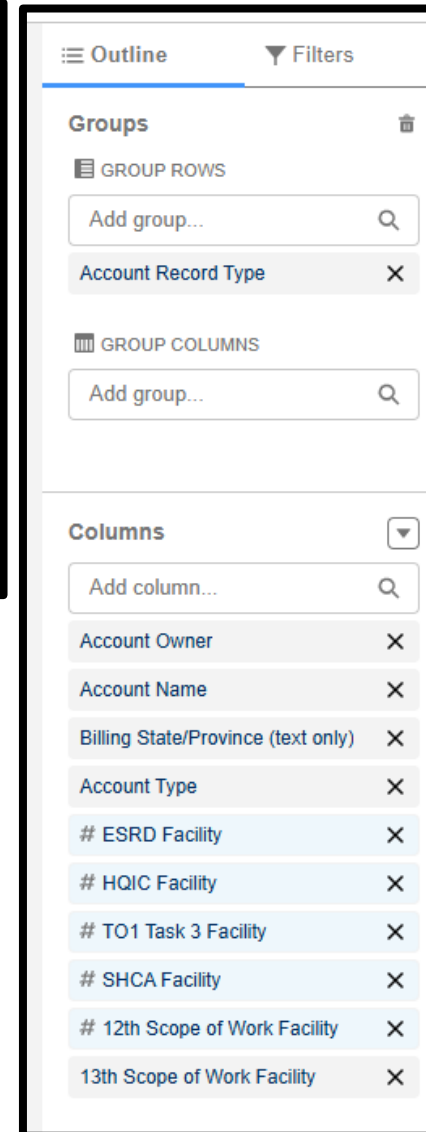 Outline
Filters
Groups
GROUP ROWS
Add group...
Account Record Type
GROUP COLUMNS
Add group...
Columns
Add column...
Account Owner
Account Name
Billing State/Province (text only)
Account Type
# ESRD Facility
# HQIC Facility
# TO1 Task 3 Facility
# SHCA Facility
# 12th Scope of Work Facility
13th Scope of Work Facility